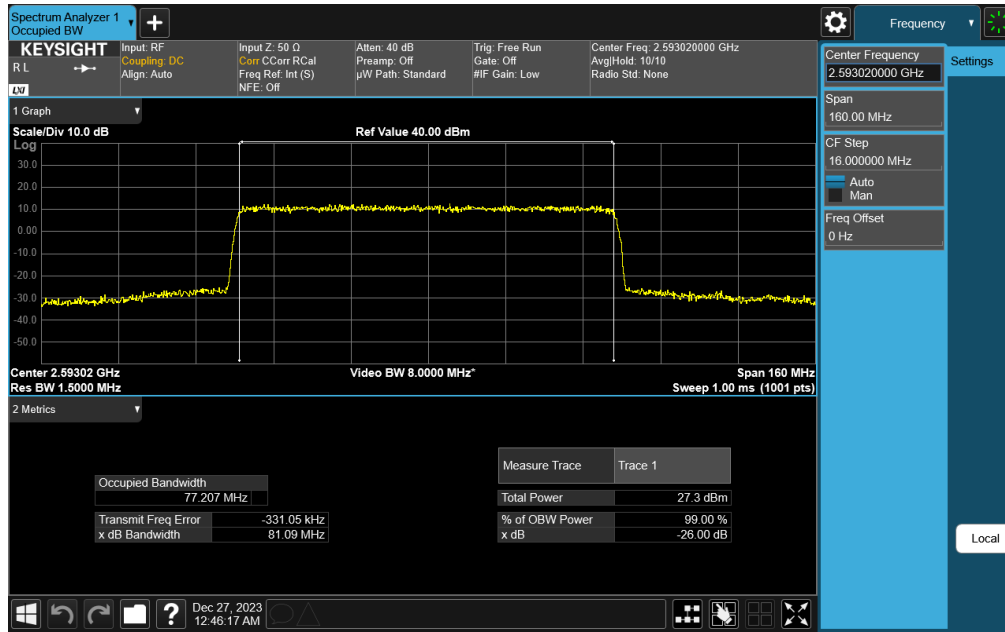 Spectrum Analyzer 1
Occupied BW
Frequency
KEYSIGHT
R L
LXI
Input: RF
Coupling: DC
Align: Auto
Input Z: 50 Ω
Corr CCorr RCal
Freq Ref: Int (S)
NFE: Off
Atten: 40 dB
Preamp: Off
µW Path: Standard
Trig: Free Run
Gate: Off
#IF Gain: Low
Center Freq: 2.593020000 GHz
Avg|Hold: 10/10
Radio Std: None
Center Frequency
2.593020000 GHz
Settings
Span
160.00 MHz
CF Step
16.000000 MHz
Auto
Man
Freq Offset
0 Hz
Local
1 Graph
Scale/Div 10.0 dB
Ref Value 40.00 dBm
Log
30.0
20.0
10.0
0.00
-10.0
-20.0
-30.0
-40.0
-50.0
Center 2.59302 GHz
Video BW 8.0000 MHz*
Span 160 MHz
Res BW 1.5000 MHz
Sweep 1.00 ms (1001 pts)
2 Metrics
Occupied Bandwidth
77.207 MHz
Transmit Freq Error -331.05 kHz
x dB Bandwidth 81.09 MHz
Measure Trace Trace 1
Total Power 27.3 dBm
% of OBW Power 99.00 %
x dB -26.00 dB
?
Dec 27, 2023
12:46:17 AM